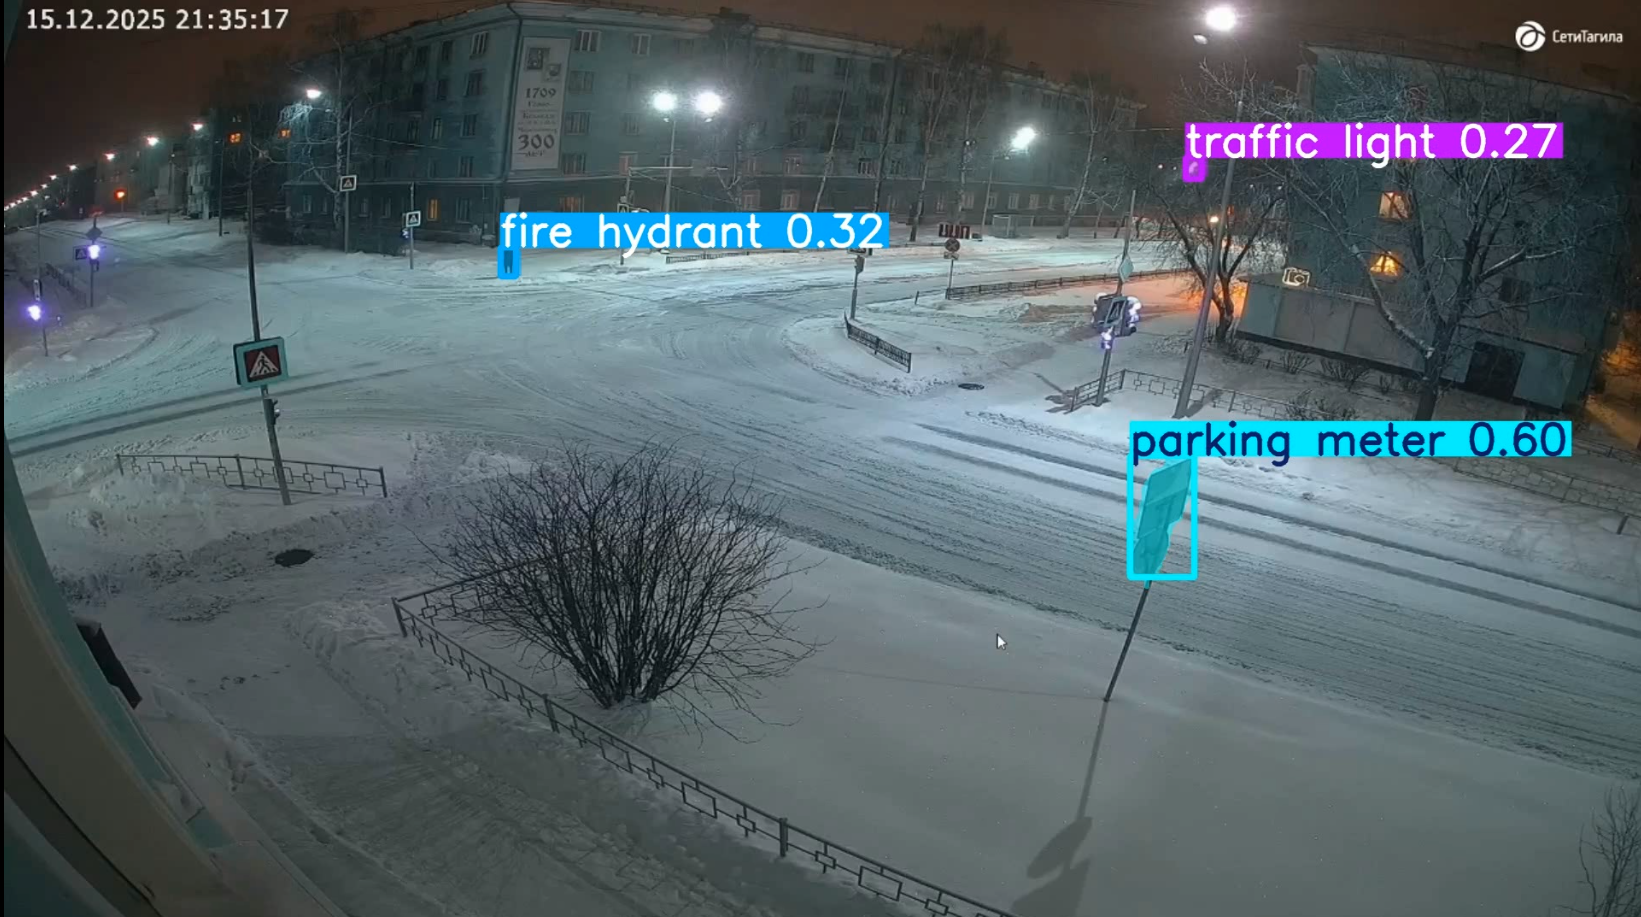 15.12.2025 21:35:17
СетиТагила
1709
300
лет
traffic light 0.27
fire hydrant 0.32
parking meter 0.60